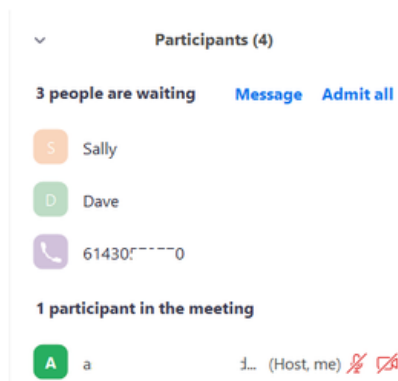 Participants (4)
3 people are waiting Message Admit all
S Sally
D Dave
1 participant in the meeting
A a (Host, me)